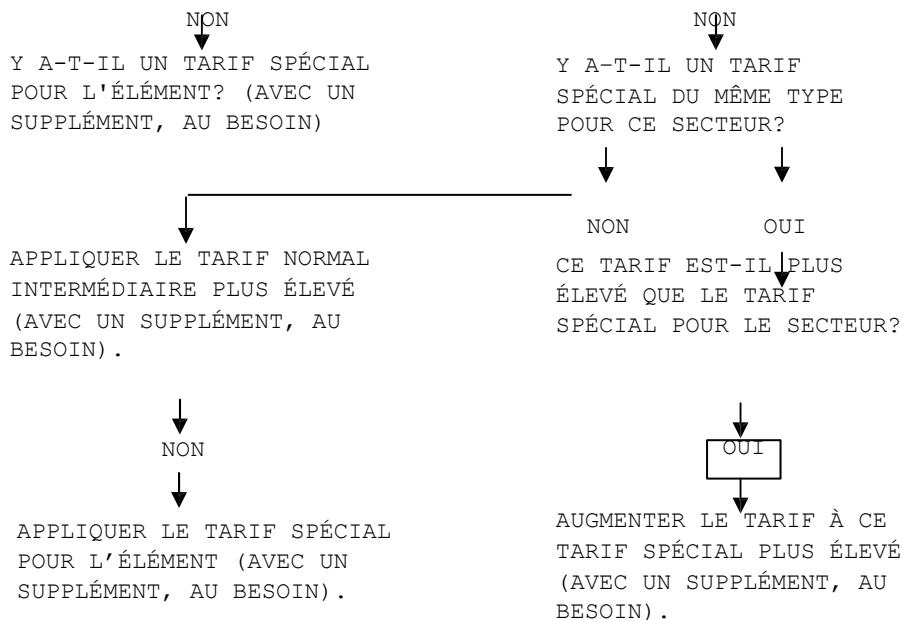 NON
Y A-T-IL UN TARIF SPÉCIAL
POUR L'ÉLÉMENT? (AVEC UN
SUPPLÉMENT, AU BESOIN)
NON
Y A-T-IL UN TARIF
SPÉCIAL DU MÊME TYPE
POUR CE SECTEUR?
NON
OUI
APPLIQUER LE TARIF NORMAL
INTERMÉDIAIRE PLUS ÉLEVÉ
(AVEC UN SUPPLÉMENT, AU
BESOIN).
CE TARIF EST-IL PLUS
ÉLEVÉ QUE LE TARIF
SPÉCIAL POUR LE SECTEUR?
NON
OUI
APPLIQUER LE TARIF SPÉCIAL
POUR L’ÉLÉMENT (AVEC UN
SUPPLÉMENT, AU BESOIN).
AUGMENTER LE TARIF À CE
TARIF SPÉCIAL PLUS ÉLEVÉ
(AVEC UN SUPPLÉMENT, AU
BESOIN).